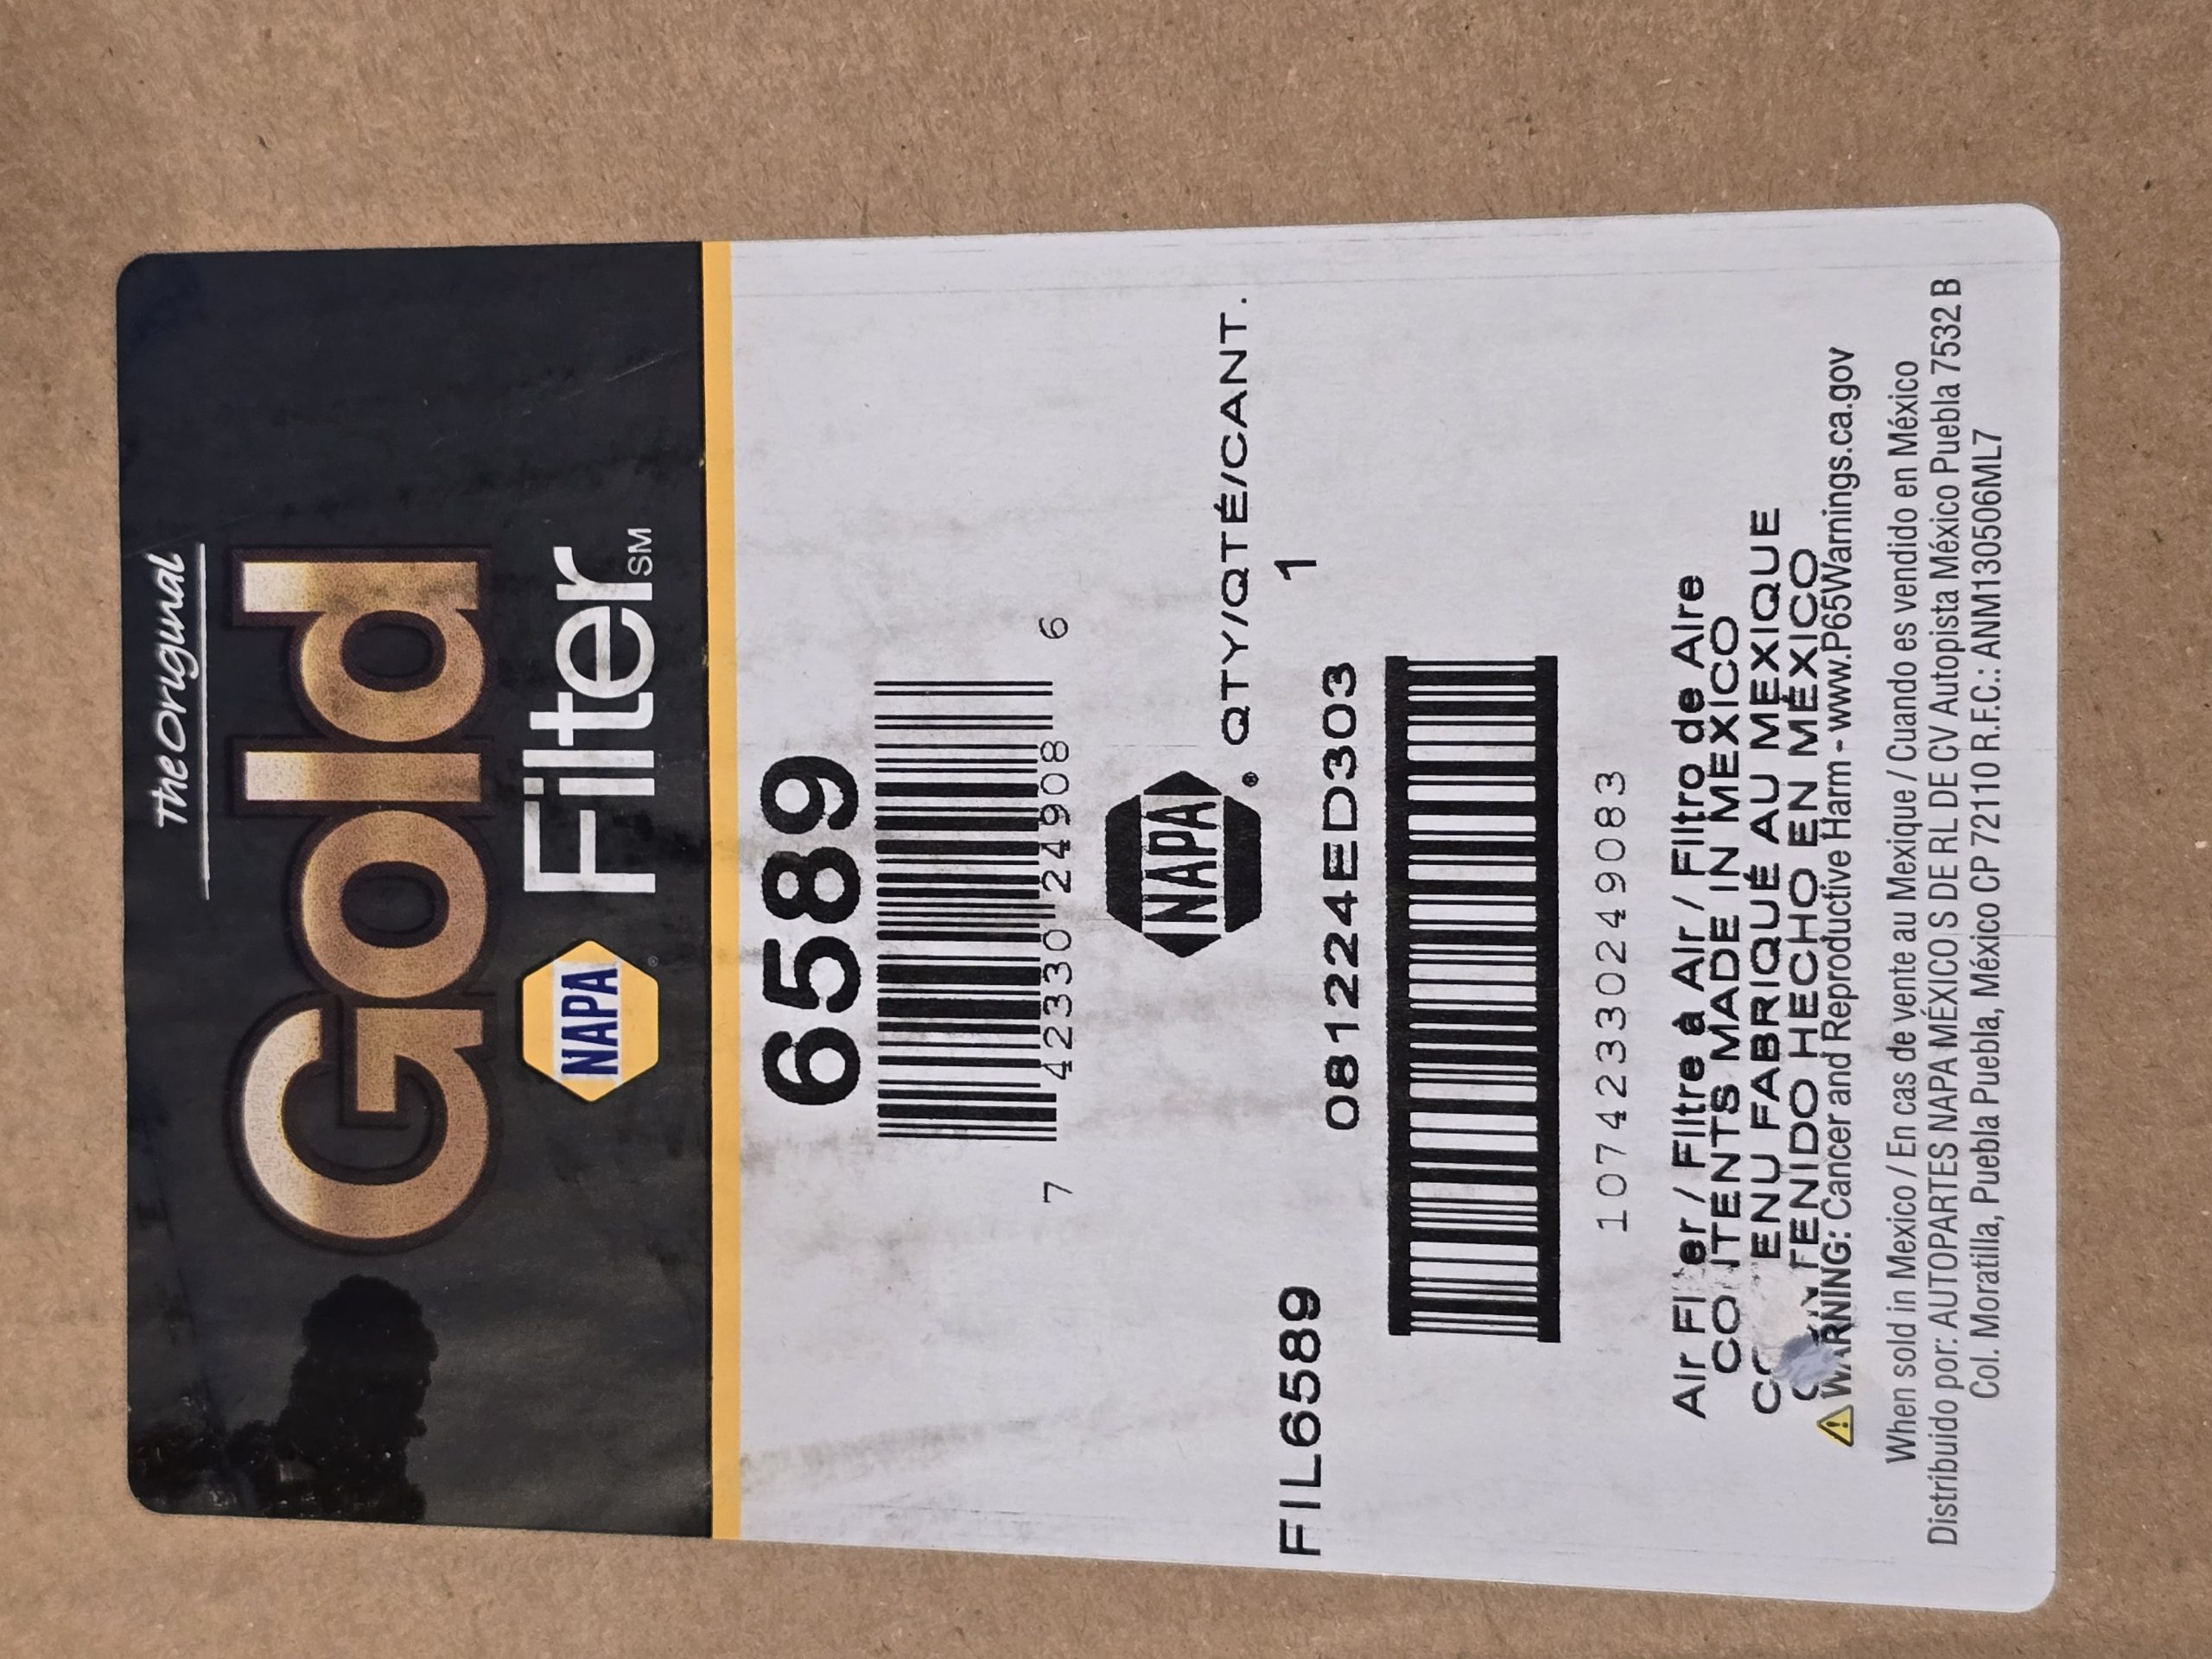 The Original
Gold
NAPA Filter SM
6589
7 42330 24908 6
NAPA ®
QTY/QTÉ/CANT.
FIL6589 1
081224ED303
10742330249083
Air Filter / Filtre à Air / Filtro de Aire
CONTENTS MADE IN MEXICO
CONTENU FABRIQUÉ AU MEXIQUE
CONTENIDO HECHO EN MÉXICO
⚠ WARNING: Cancer and Reproductive Harm - www.P65Warnings.ca.gov
When sold in Mexico / En cas de vente au Mexique / Cuando es vendido en México
Distribuido por: AUTOPARTES NAPA MÉXICO S DE RL DE CV Autopista México Puebla 7532 B
Col. Moratilla, Puebla Puebla, México CP 72110 R.F.C.: ANM130506ML7